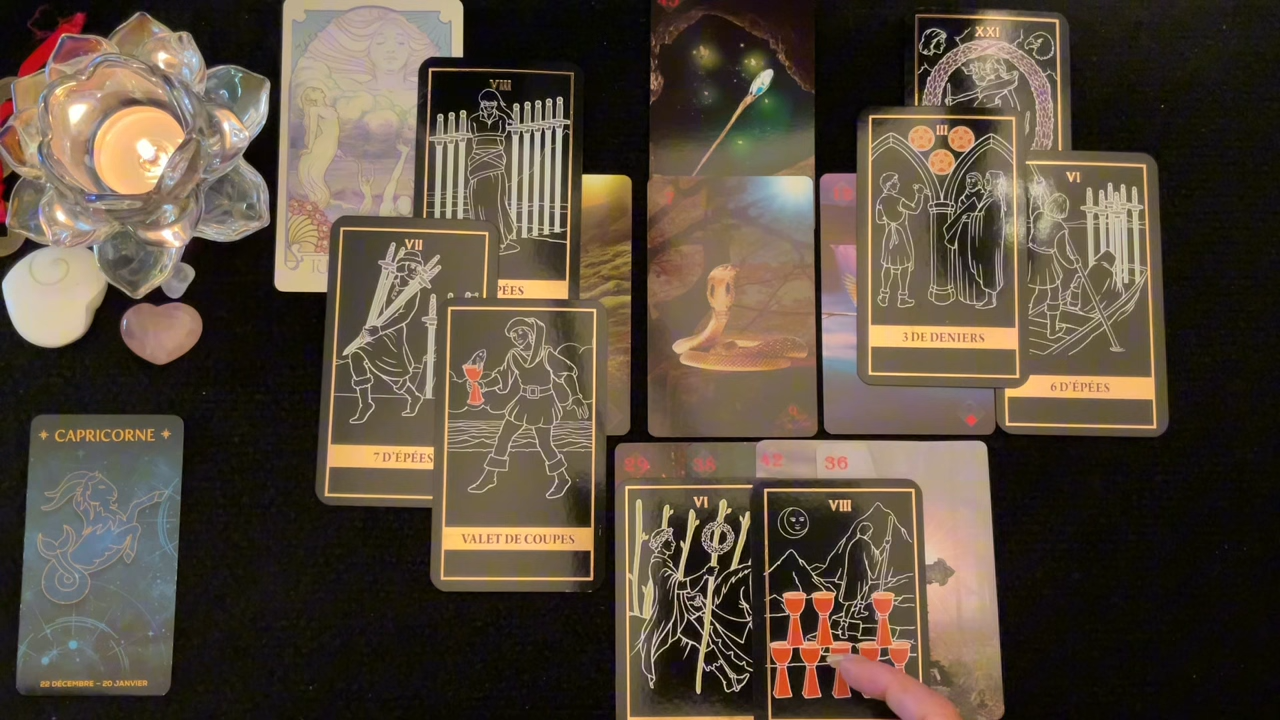 XXI
VIII
III
VI
ÉPÉES
VII
3 DE DENIERS
6 D'ÉPÉES
CAPRICORNE
7 D'ÉPÉES
36
VI
VIII
VALET DE COUPES
22 DÉCEMBRE – 20 JANVIER